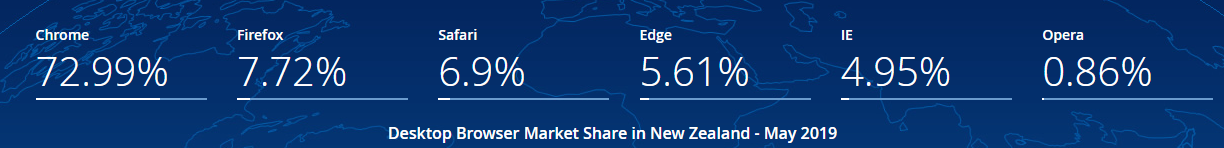 Chrome Firefox Safari Edge IE Opera
72.99% 7.72% 6.9% 5.61% 4.95% 0.86%
Desktop Browser Market Share in New Zealand - May 2019